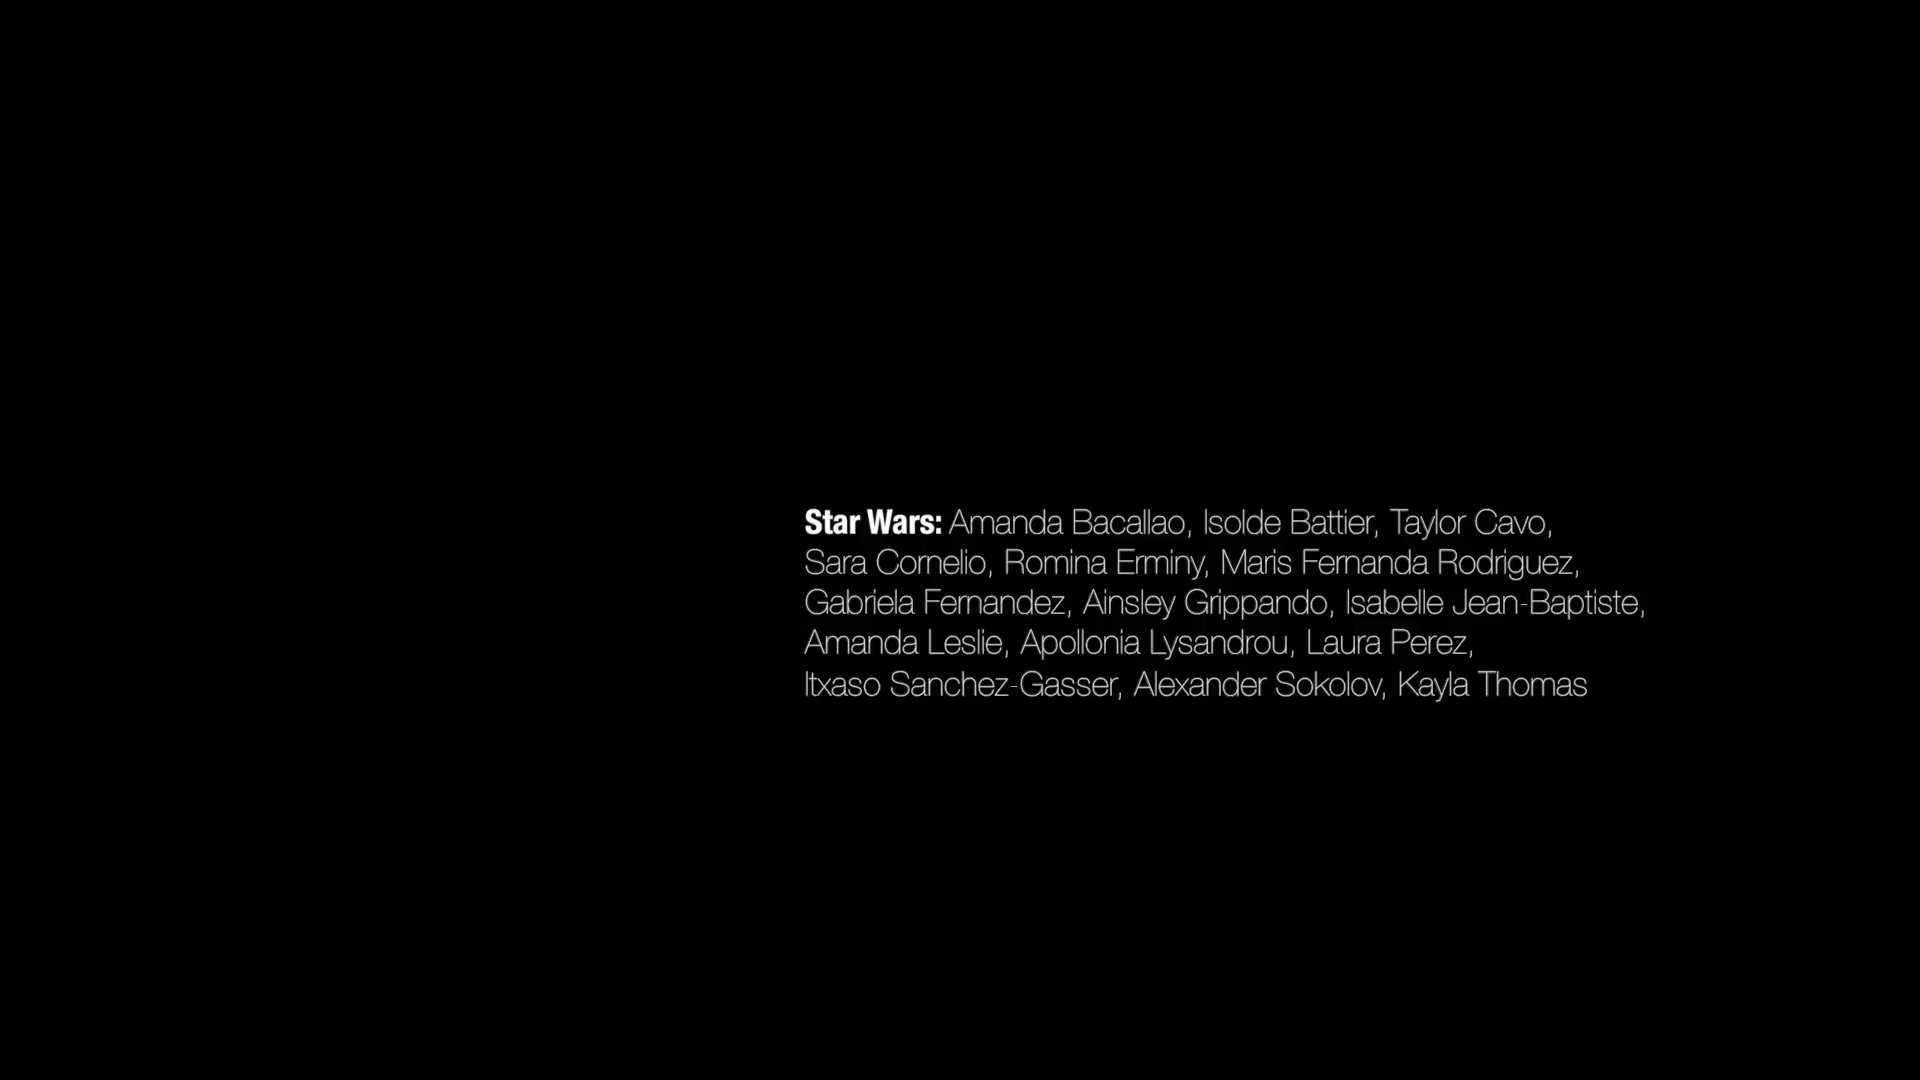 Star Wars: Amanda Bacallao, Isolde Battier, Taylor Cavo,
Sara Cornelio, Romina Erminy, Maris Fernanda Rodriguez,
Gabriela Fernandez, Ainsley Grippando, Isabelle Jean-Baptiste,
Amanda Leslie, Apollonia Lysandrou, Laura Perez,
Itxaso Sanchez-Gasser, Alexander Sokolov, Kayla Thomas